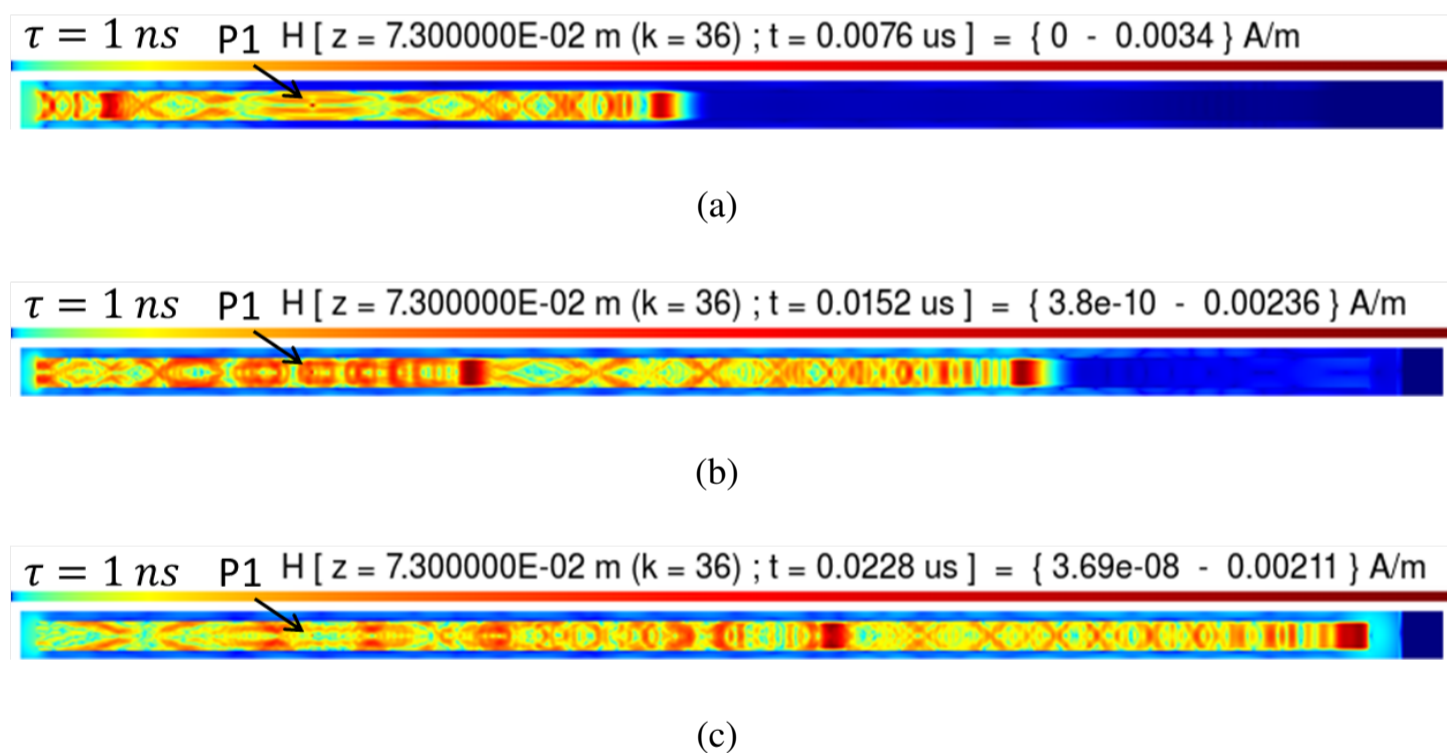 τ = 1 ns P1 H [ z = 7.300000E-02 m (k = 36) ; t = 0.0076 us ] = { 0 - 0.0034 } A/m
(a)
τ = 1 ns P1 H [ z = 7.300000E-02 m (k = 36) ; t = 0.0152 us ] = { 3.8e-10 - 0.00236 } A/m
(b)
τ = 1 ns P1 H [ z = 7.300000E-02 m (k = 36) ; t = 0.0228 us ] = { 3.69e-08 - 0.00211 } A/m
(c)